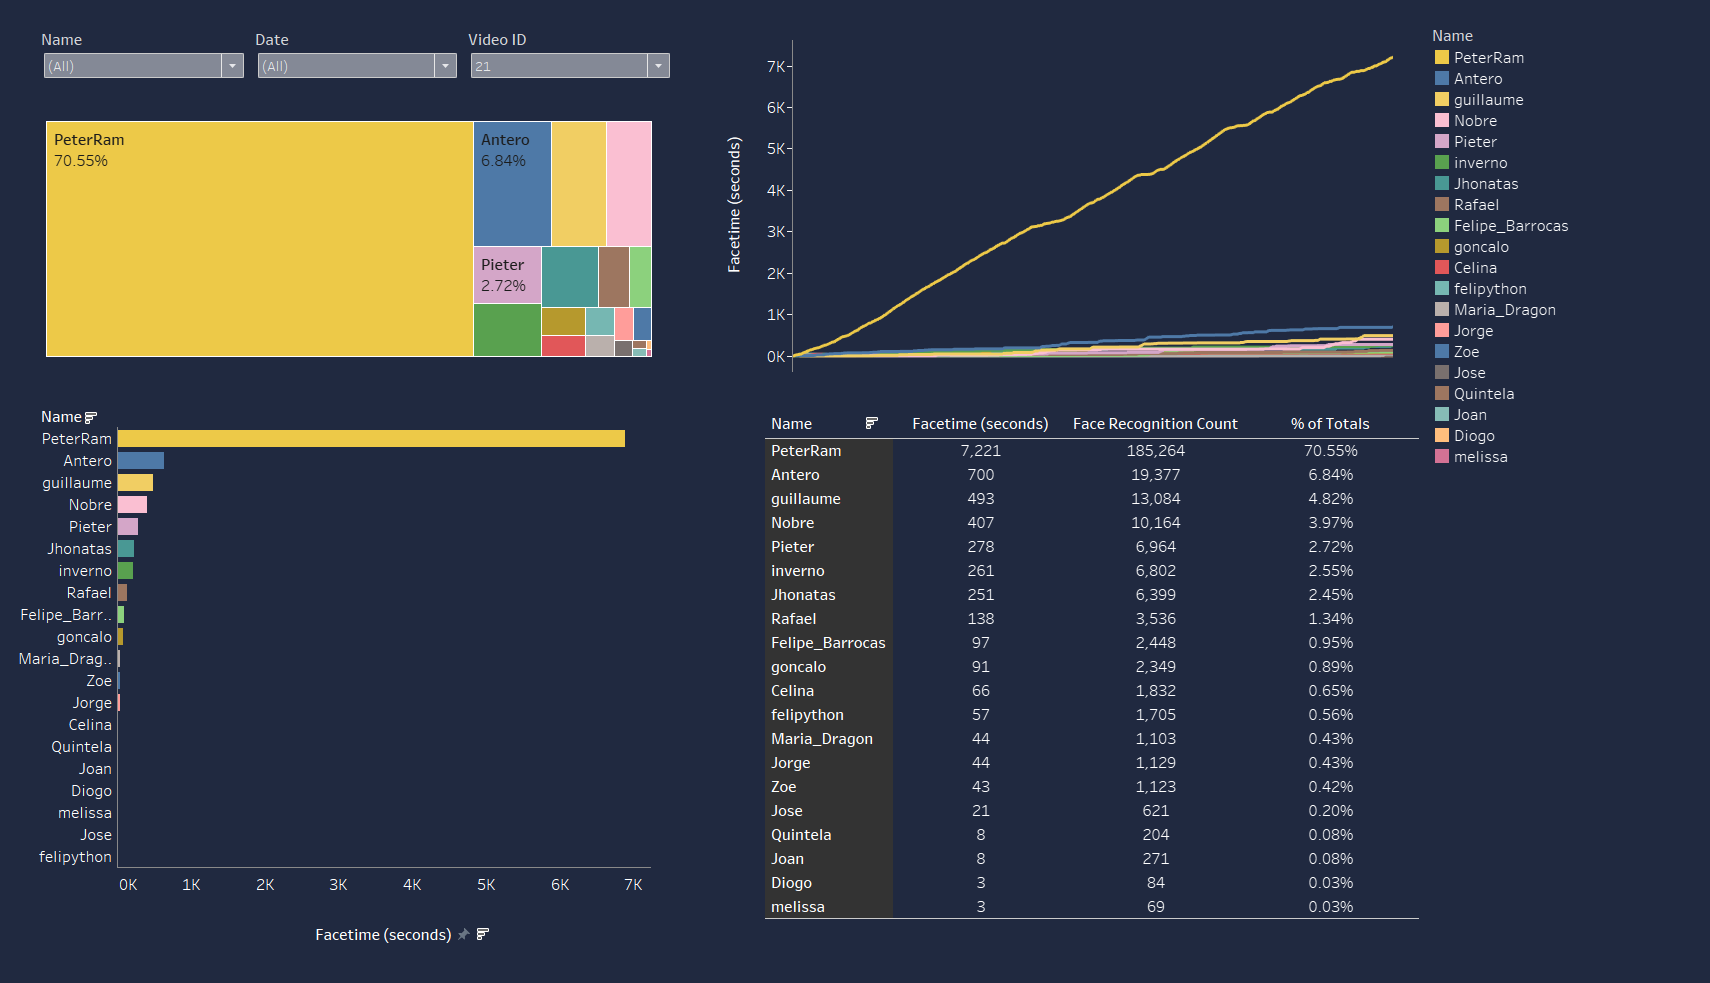 Name Date Video ID
(All) (All) 21
PeterRam
70.55%
Antero
6.84%
Pieter
2.72%
Facetime (seconds)
7K
6K
5K
4K
3K
2K
1K
0K
Name
PeterRam
Antero
guillaume
Nobre
Pieter
inverno
Jhonatas
Rafael
Felipe_Barrocas
goncalo
Celina
felipython
Maria_Dragon
Jorge
Zoe
Jose
Quintela
Joan
Diogo
melissa
Name
PeterRam
Antero
guillaume
Nobre
Pieter
Jhonatas
inverno
Rafael
Felipe_Barr..
goncalo
Maria_Drag..
Zoe
Jorge
Celina
Quintela
Joan
Diogo
melissa
Jose
felipython
0K 1K 2K 3K 4K 5K 6K 7K
Facetime (seconds)
Name Facetime (seconds) Face Recognition Count % of Totals
PeterRam 7,221 185,264 70.55%
Antero 700 19,377 6.84%
guillaume 493 13,084 4.82%
Nobre 407 10,164 3.97%
Pieter 278 6,964 2.72%
inverno 261 6,802 2.55%
Jhonatas 251 6,399 2.45%
Rafael 138 3,536 1.34%
Felipe_Barrocas 97 2,448 0.95%
goncalo 91 2,349 0.89%
Celina 66 1,832 0.65%
felipython 57 1,705 0.56%
Maria_Dragon 44 1,103 0.43%
Jorge 44 1,129 0.43%
Zoe 43 1,123 0.42%
Jose 21 621 0.20%
Quintela 8 204 0.08%
Joan 8 271 0.08%
Diogo 3 84 0.03%
melissa 3 69 0.03%